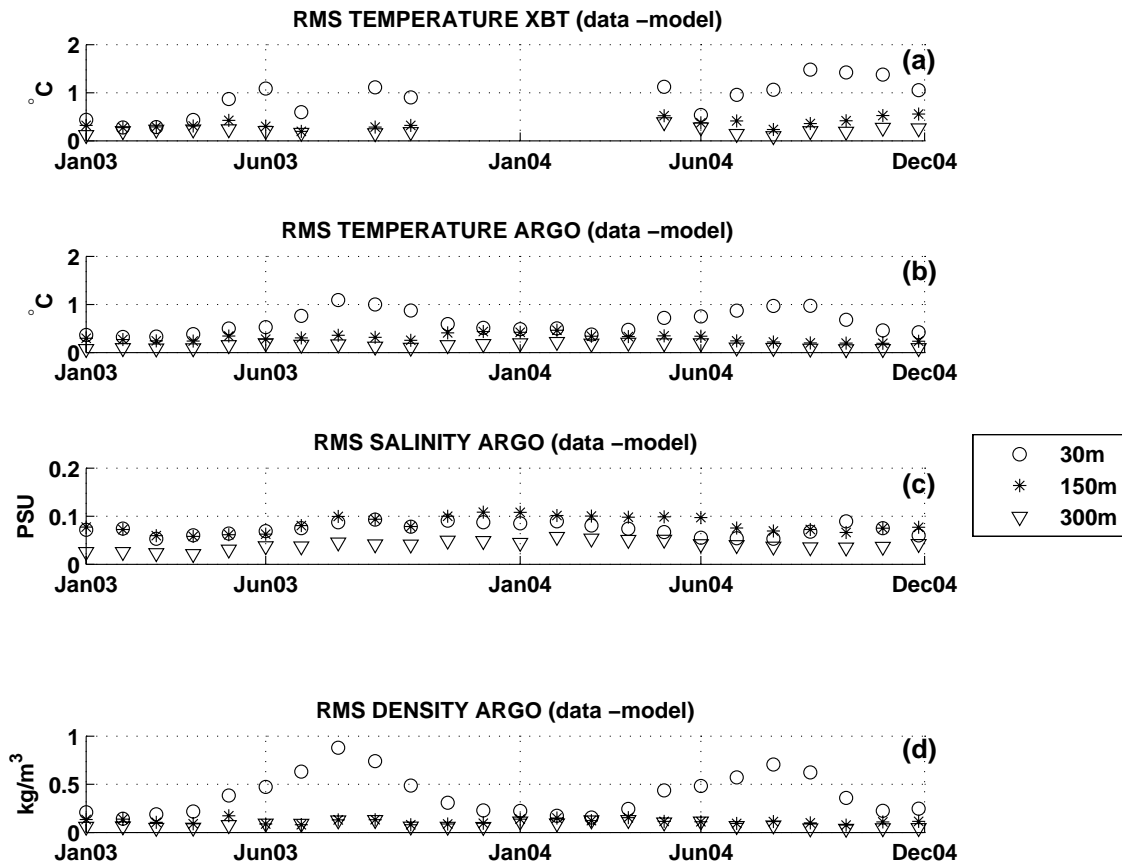 RMS TEMPERATURE XBT (data −model)
(a)
2
1
0
°C
Jan03 Jun03 Jan04 Jun04 Dec04
RMS TEMPERATURE ARGO (data −model)
(b)
2
1
0
°C
Jan03 Jun03 Jan04 Jun04 Dec04
RMS SALINITY ARGO (data −model)
(c)
0.2
0.1
0
PSU
Jan03 Jun03 Jan04 Jun04 Dec04
30m
150m
300m
RMS DENSITY ARGO (data −model)
(d)
1
0.5
0
kg/m³
Jan03 Jun03 Jan04 Jun04 Dec04